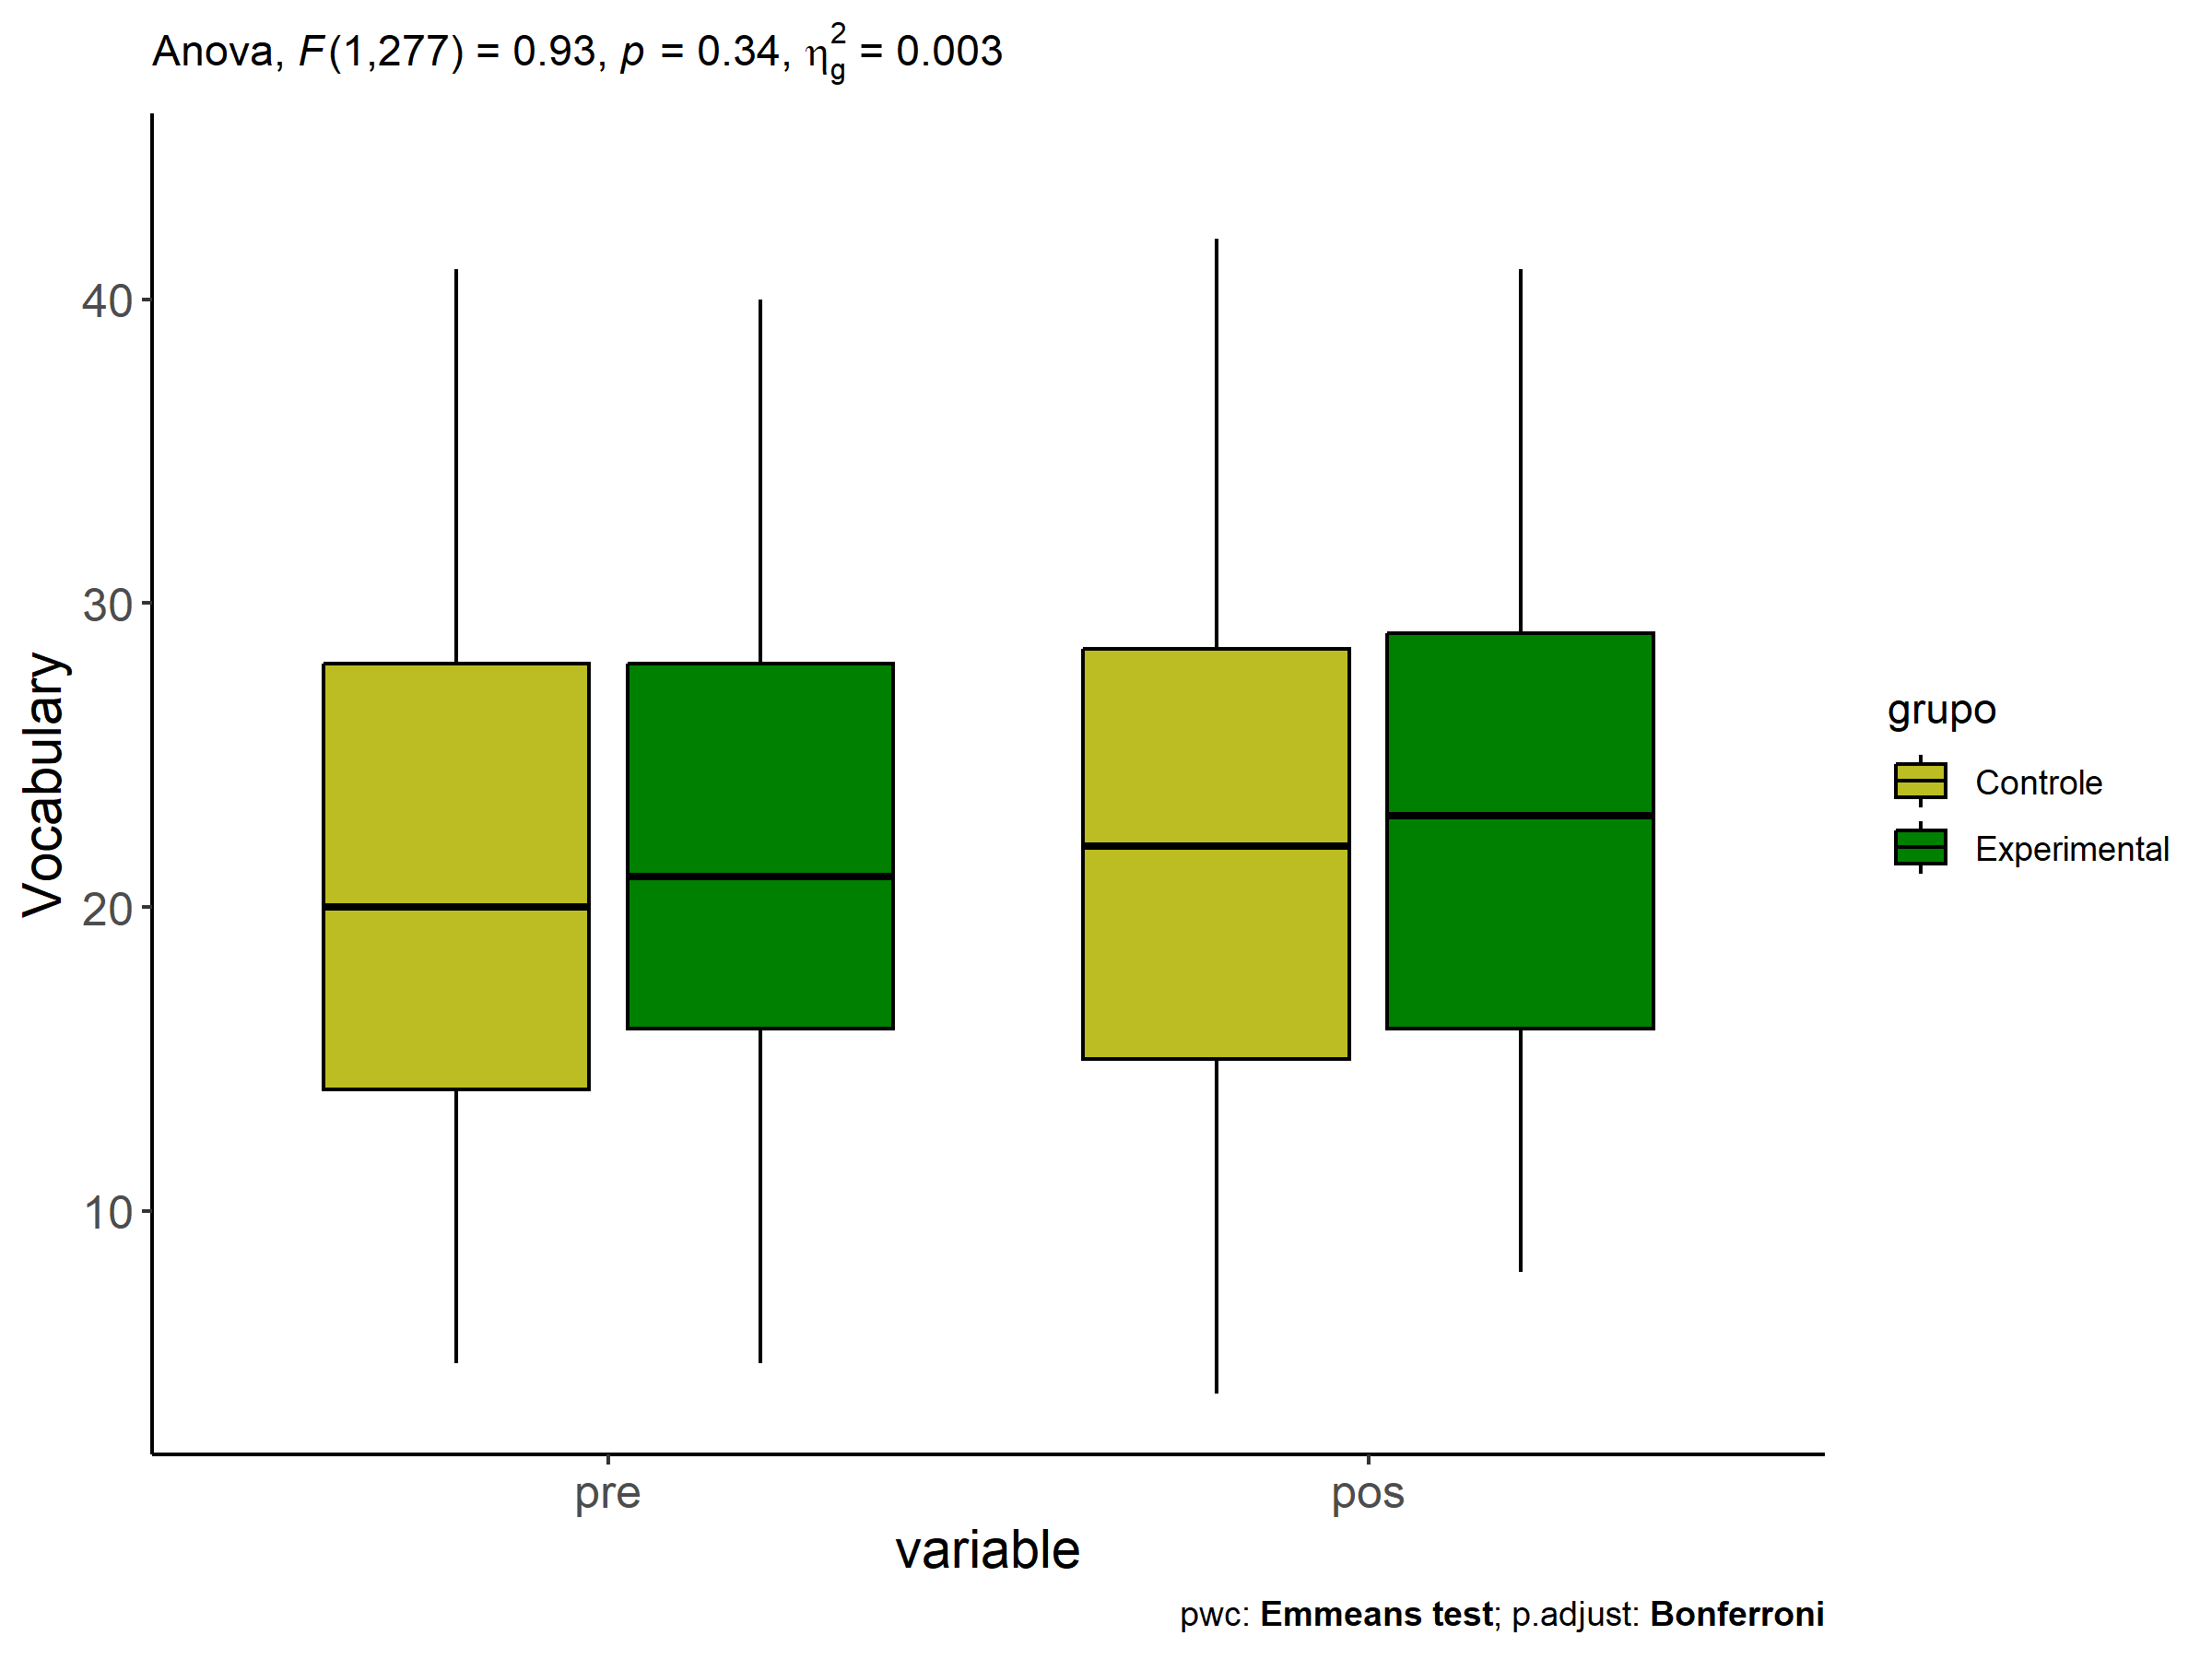 Anova, F(1,277) = 0.93, p = 0.34, η²g = 0.003
Vocabulary
40
30
20
10
pre
pos
variable
grupo
Controle
Experimental
pwc: Emmeans test; p.adjust: Bonferroni